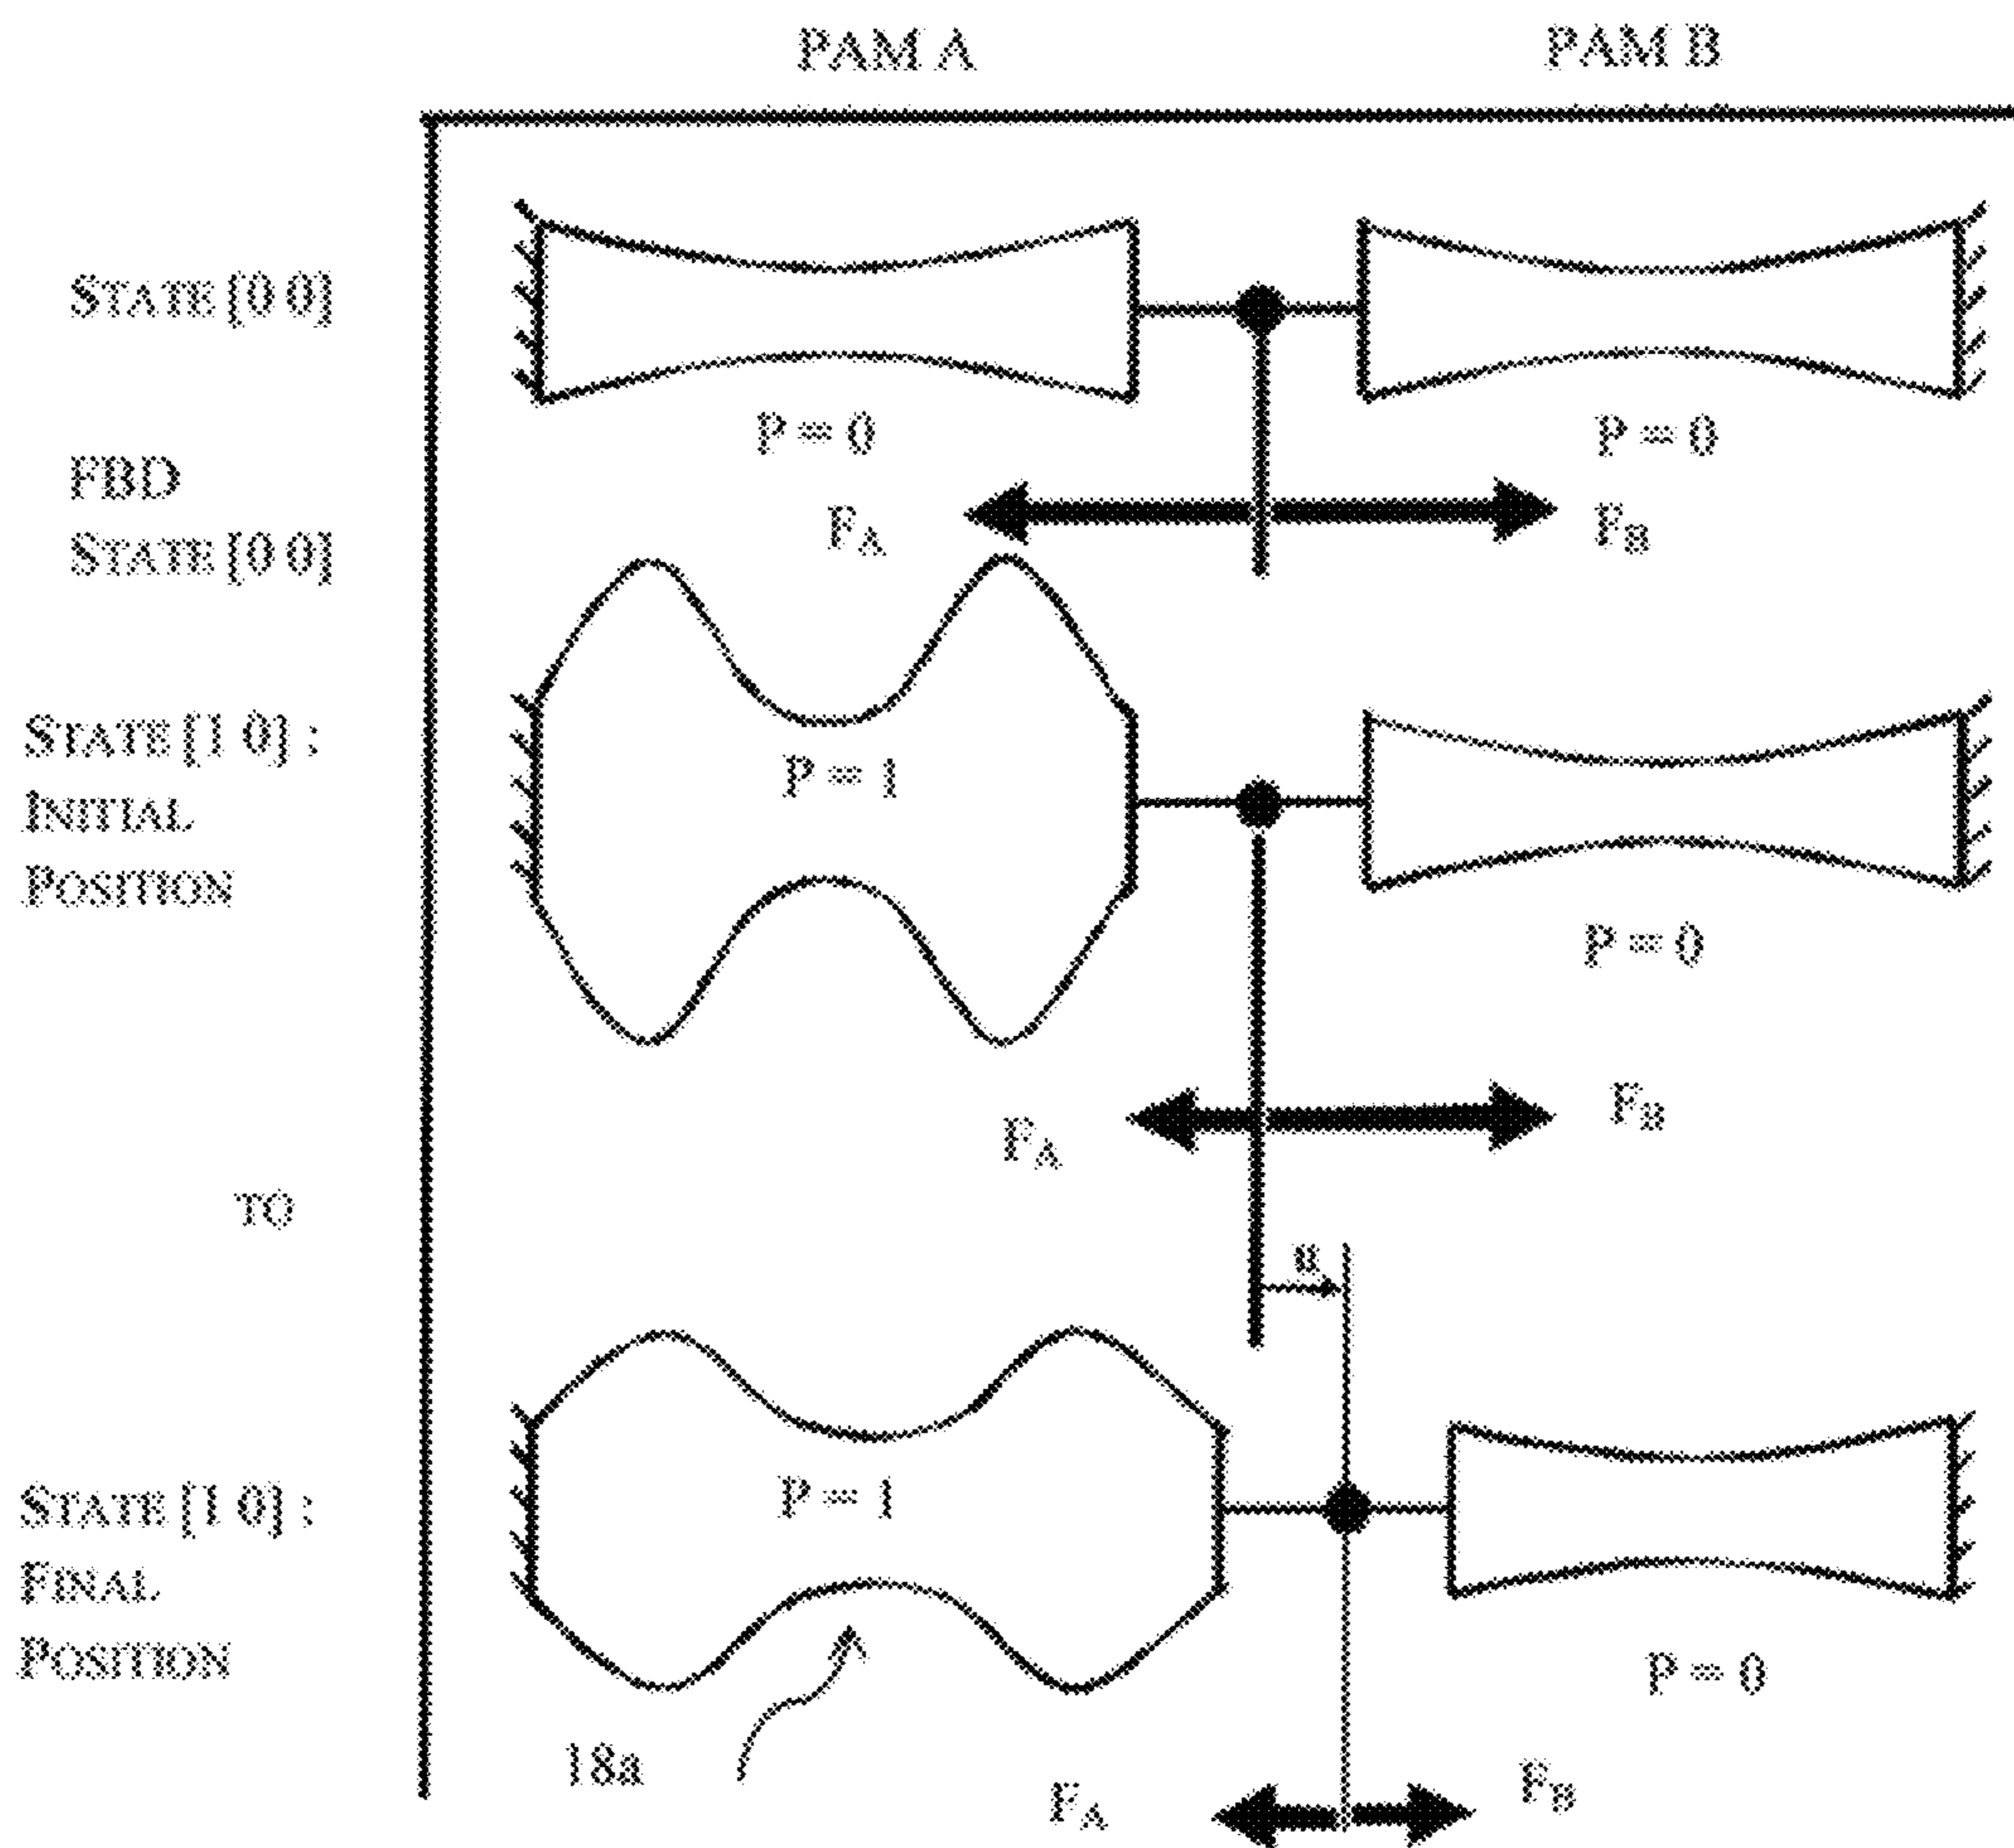 PAM A PAM B
STATE [0 0]
P = 0 P = 0
FBD
STATE [0 0]
FA FB
STATE [1 0] :
INITIAL
POSITION
P = 1
P = 0
FA FB
TO
u
STATE [1 0] :
FINAL
POSITION
P = 1
P = 0
18a
FA FB